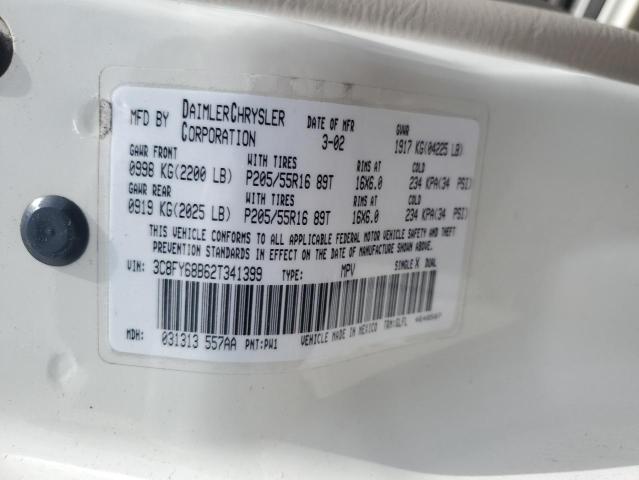 MFD BY DAIMLERCHRYSLER CORPORATION DATE OF MFR 3-02 GVWR 1917 KG(04225 LB)
GAWR FRONT WITH TIRES RIMS AT COLD
0998 KG(2200 LB) P205/55R16 89T 16X6.0 234 KPA(34 PSI)
GAWR REAR WITH TIRES RIMS AT COLD
0919 KG(2025 LB) P205/55R16 89T 16X6.0 234 KPA(34 PSI)
THIS VEHICLE CONFORMS TO ALL APPLICABLE FEDERAL MOTOR VEHICLE SAFETY AND THEFT
PREVENTION STANDARDS IN EFFECT ON THE DATE OF MANUFACTURE SHOWN ABOVE.
VIN: 3C8FY68B62T341399 TYPE: MPV SINGLE X DUAL
MDH: 031313 557AA PNT:PW1 VEHICLE MADE IN MEXICO TRM:GLFL